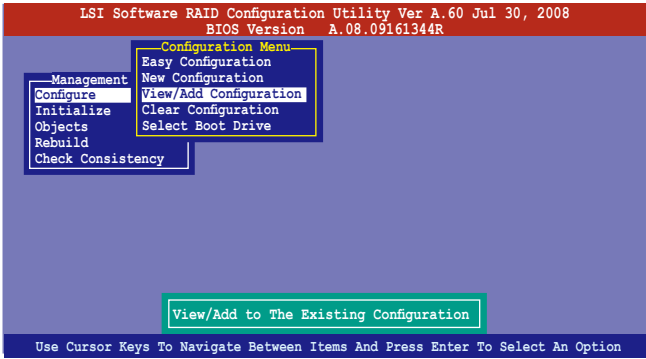 LSI Software RAID Configuration Utility Ver A.60 Jul 30, 2008
BIOS Version A.08.09161344R
Management
Configure
Initialize
Objects
Rebuild
Check Consistency
Configuration Menu
Easy Configuration
New Configuration
View/Add Configuration
Clear Configuration
Select Boot Drive
View/Add to The Existing Configuration
Use Cursor Keys To Navigate Between Items And Press Enter To Select An Option